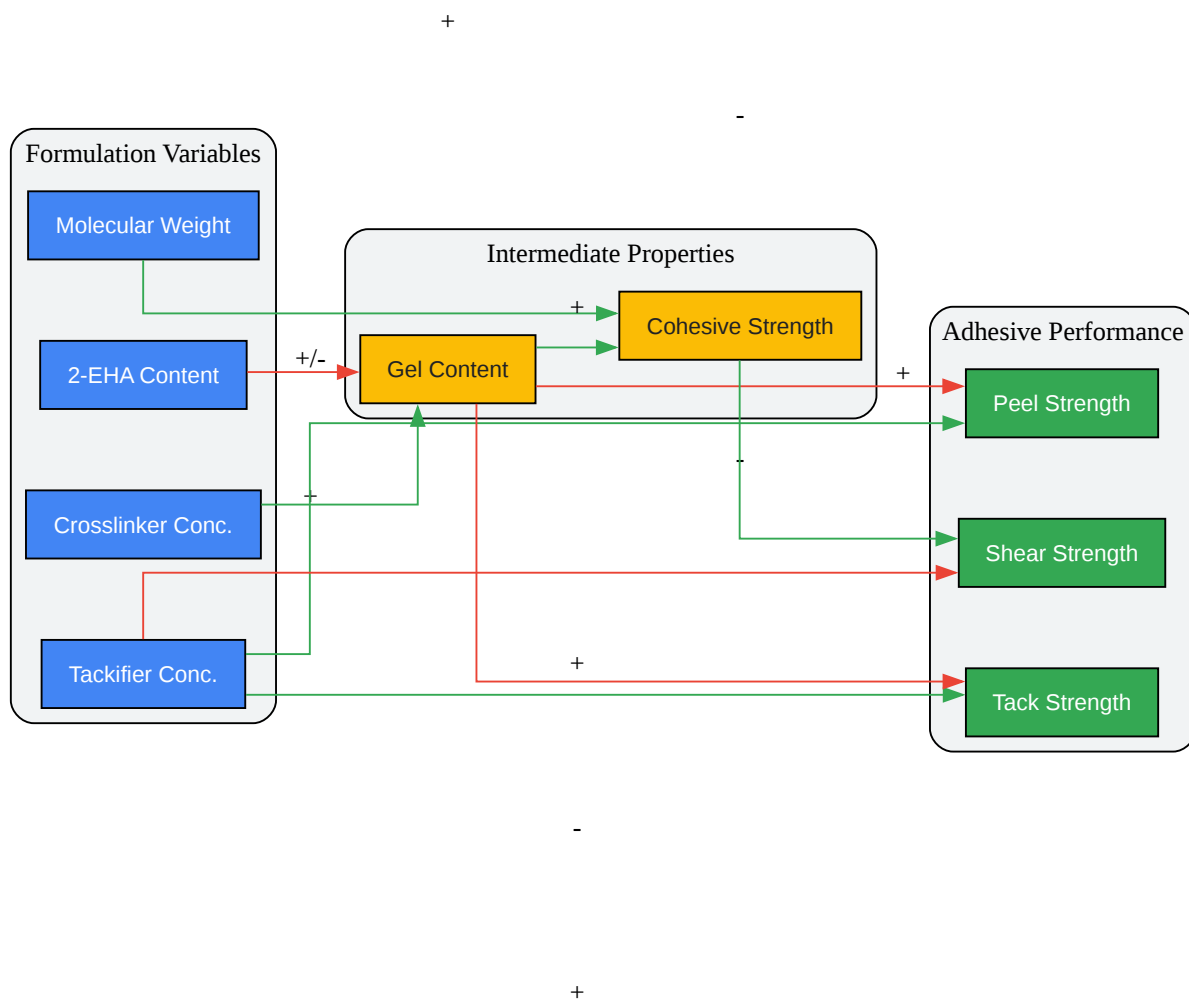 +
-
Formulation Variables
Molecular Weight
Intermediate Properties
+
Cohesive Strength
Adhesive Performance
+/-
Gel Content
2-EHA Content
+
Peel Strength
-
+
Crosslinker Conc.
Shear Strength
+
Tackifier Conc.
Tack Strength
-
+